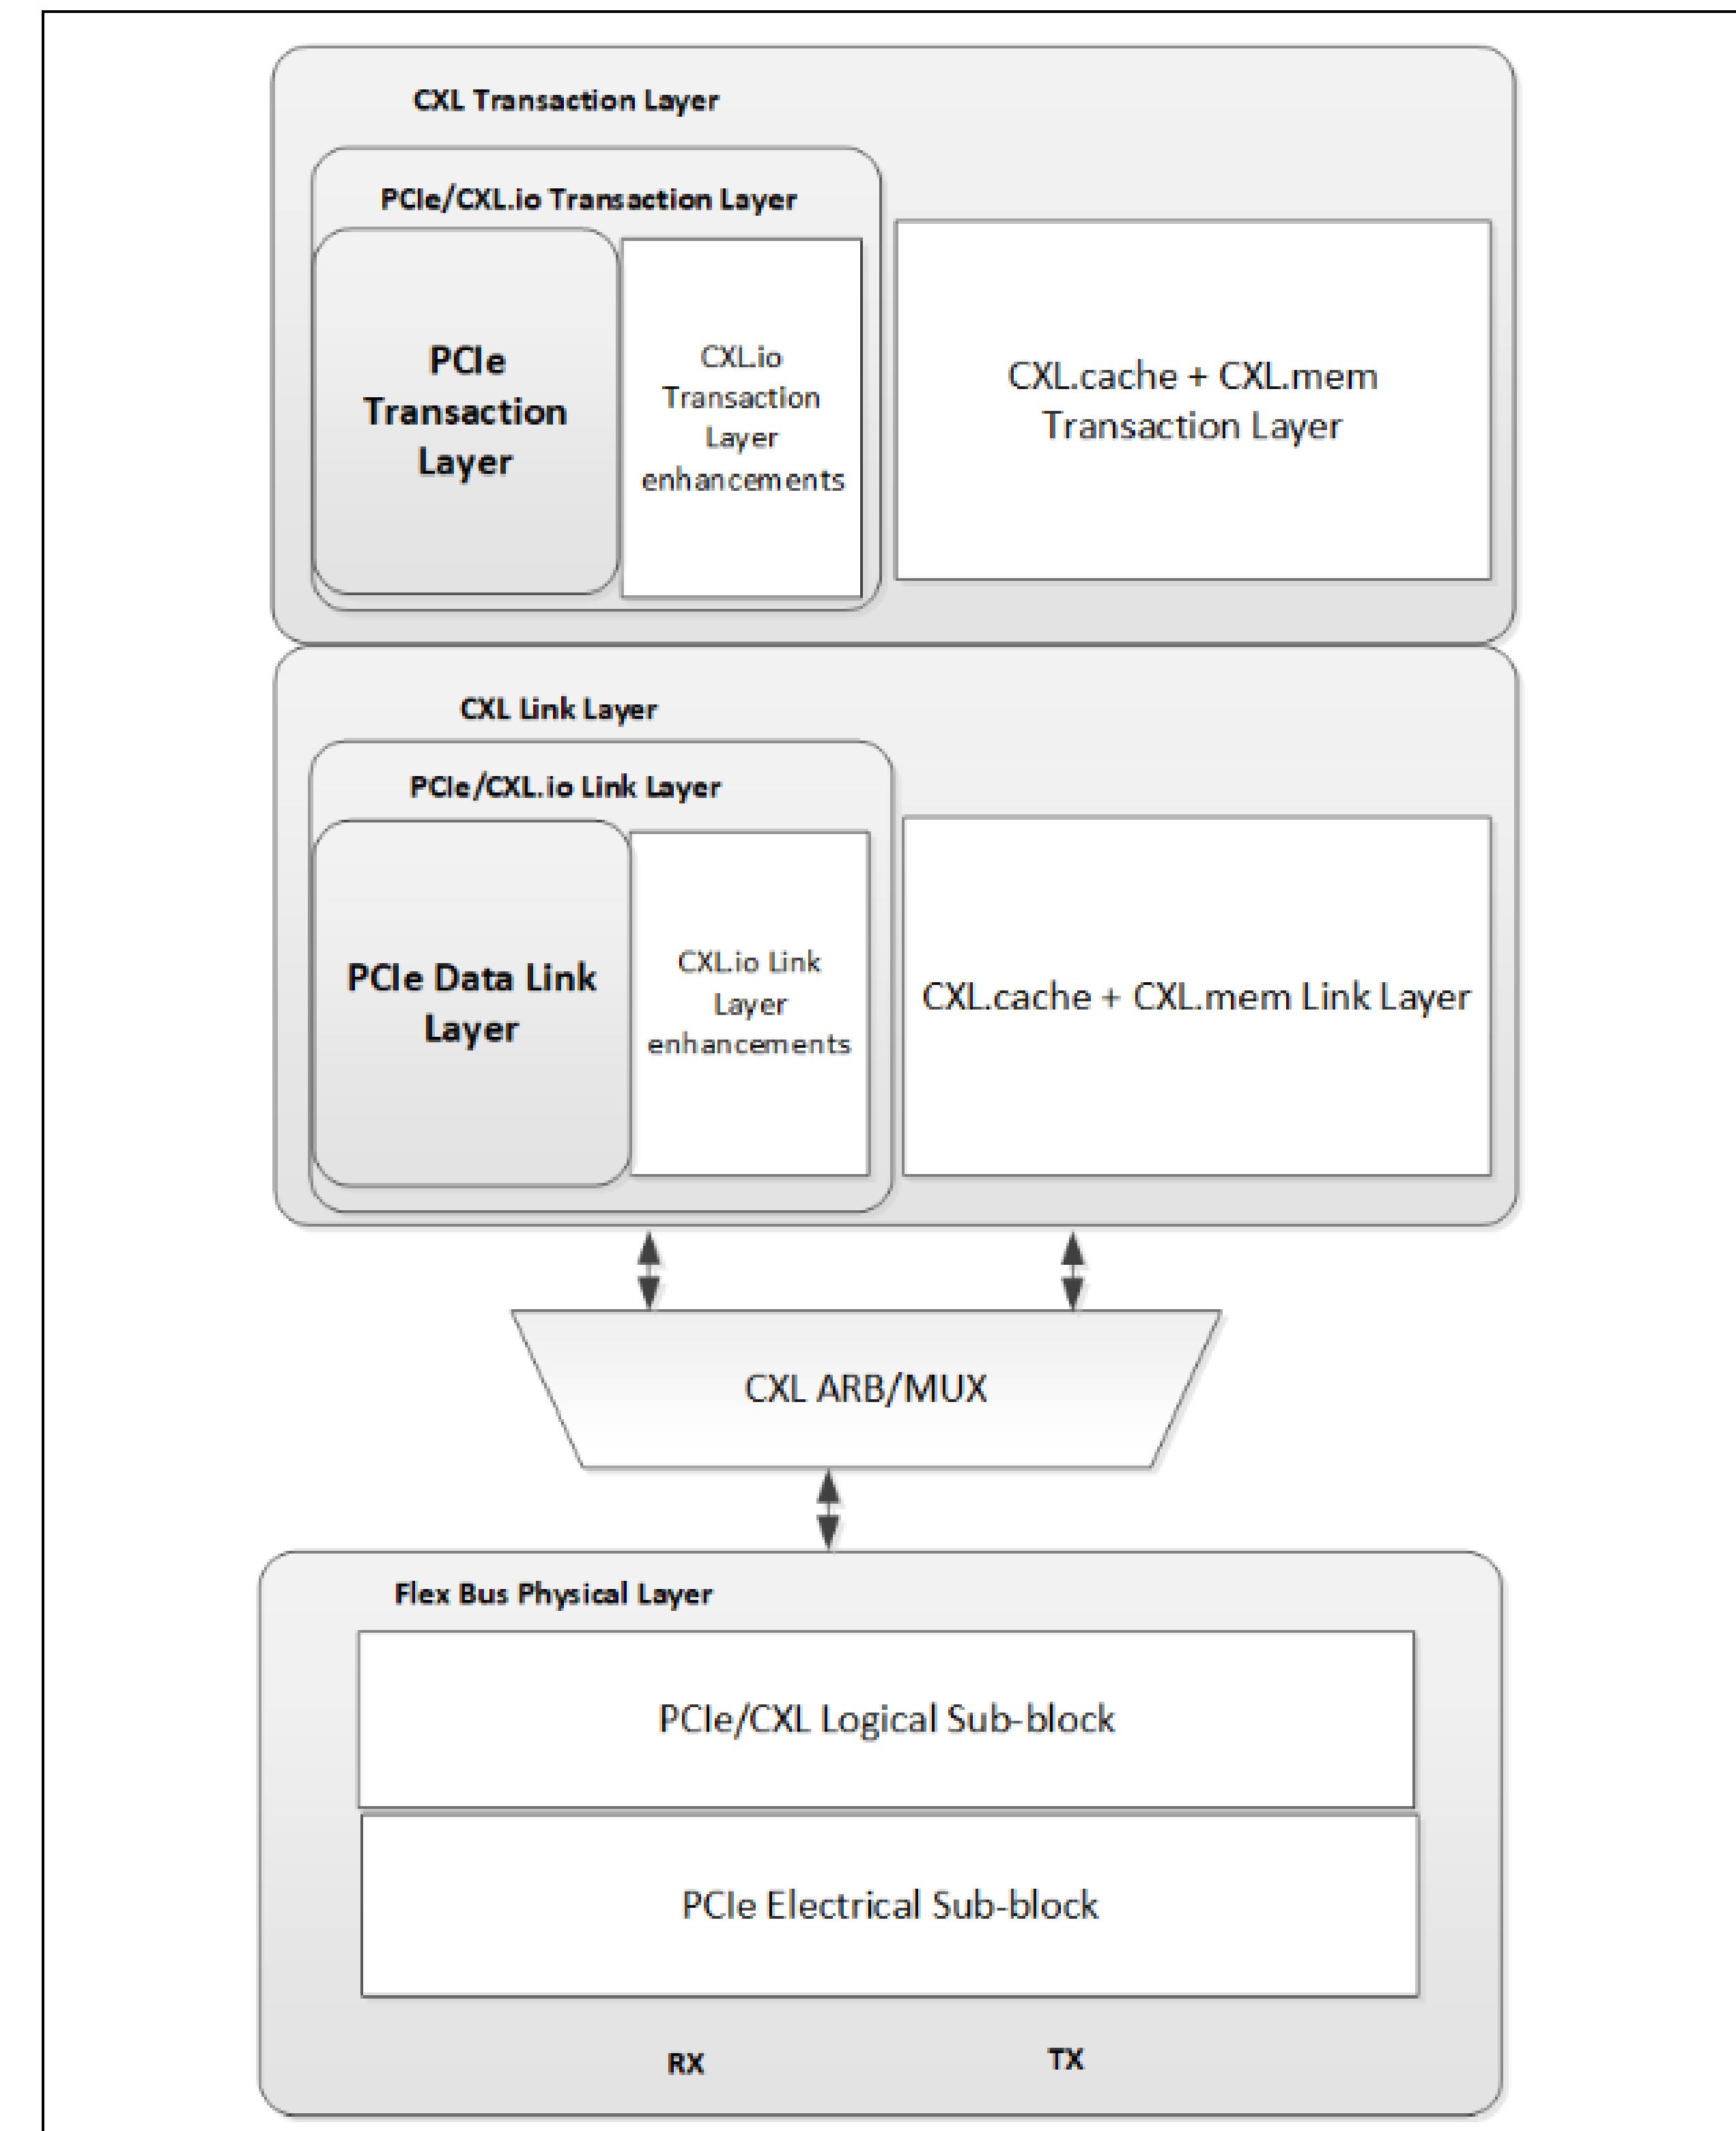 CXL Transaction Layer
PCIe/CXL.io Transaction Layer
PCIe
Transaction
Layer
CXL.io
Transaction
Layer
enhancements
CXL.cache + CXL.mem
Transaction Layer
CXL Link Layer
PCIe/CXL.io Link Layer
PCIe Data Link
Layer
CXL.io Link
Layer
enhancements
CXL.cache + CXL.mem Link Layer
CXL ARB/MUX
Flex Bus Physical Layer
PCIe/CXL Logical Sub-block
PCIe Electrical Sub-block
RX
TX